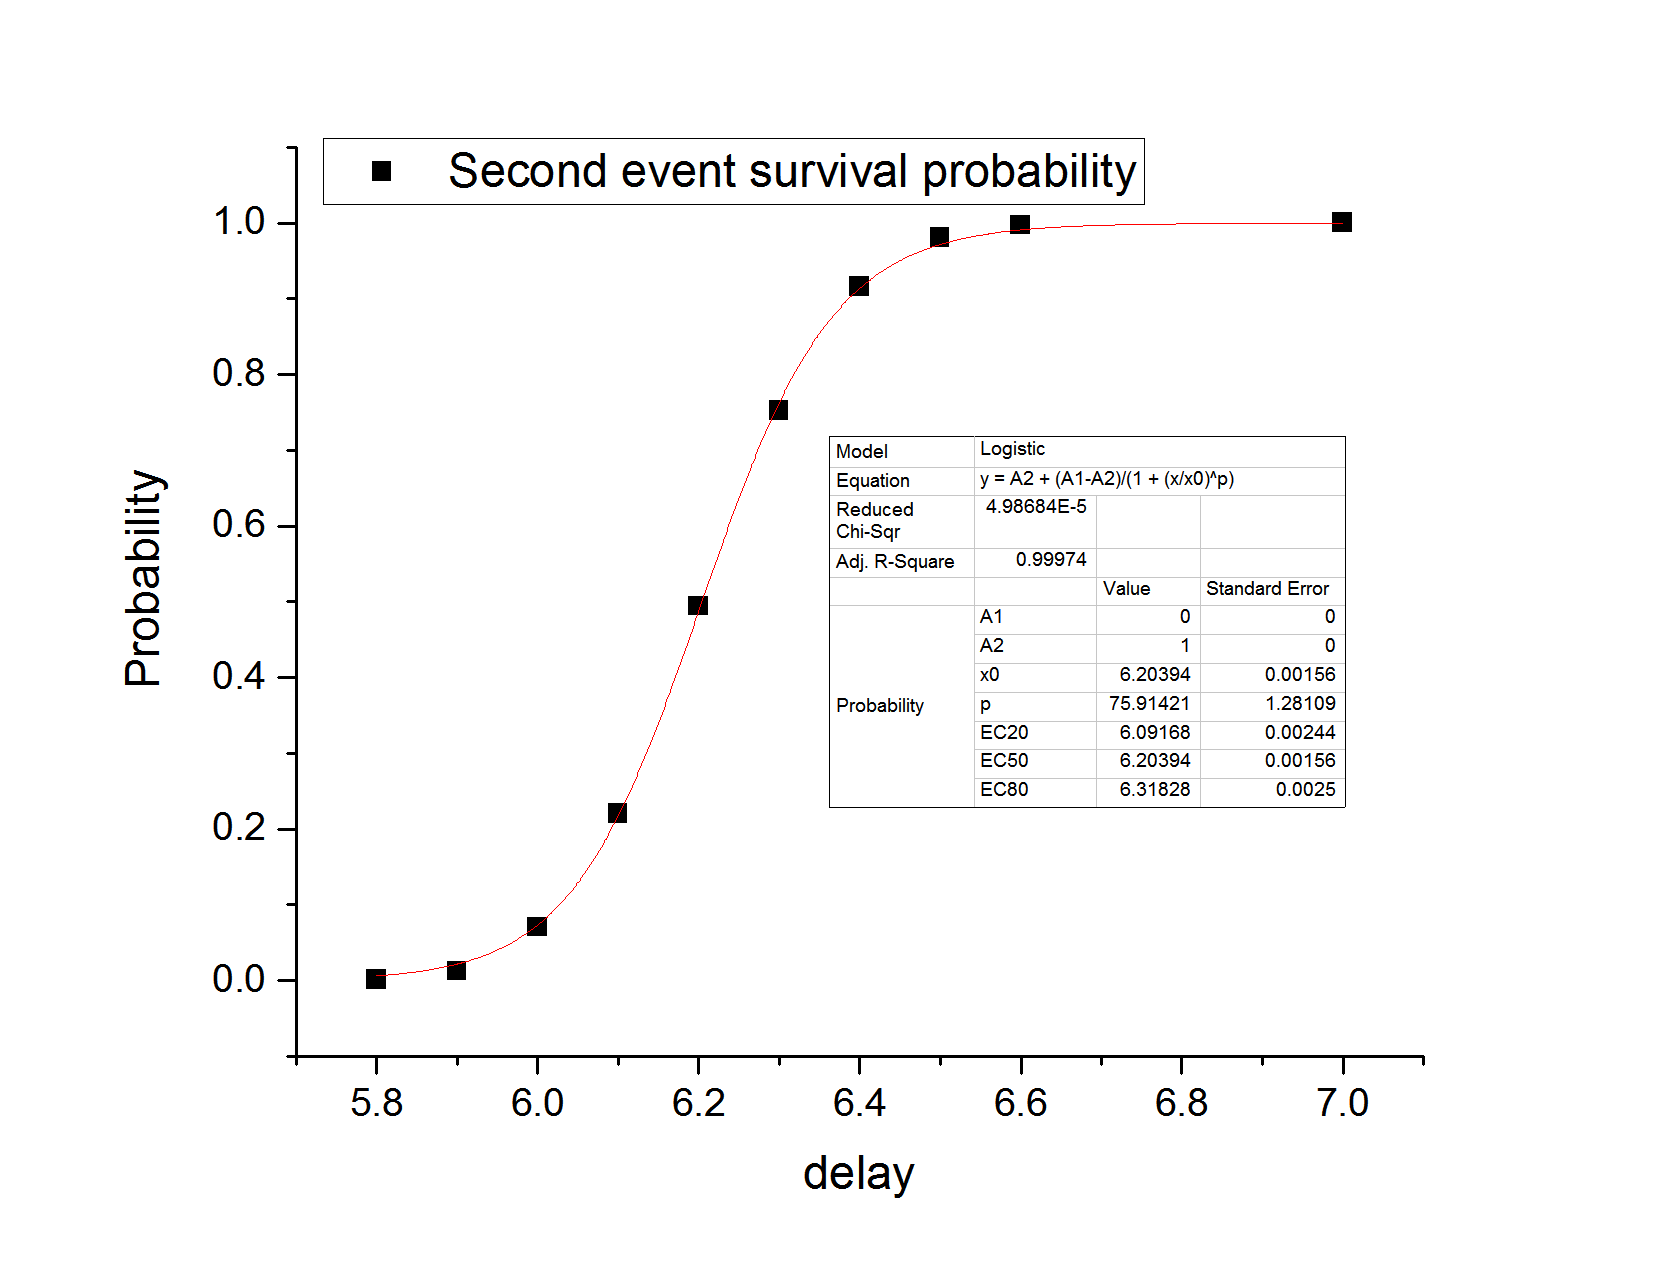 Second event survival probability
1.0
0.8
0.6
0.4
0.2
0.0
Probability
Model Logistic
Equation y = A2 + (A1-A2)/(1 + (x/x0)^p)
Reduced Chi-Sqr 4.98684E-5
Adj. R-Square 0.99974
Value Standard Error
Probability
A1 0 0
A2 1 0
x0 6.20394 0.00156
p 75.91421 1.28109
EC20 6.09168 0.00244
EC50 6.20394 0.00156
EC80 6.31828 0.0025
5.8 6.0 6.2 6.4 6.6 6.8 7.0
delay